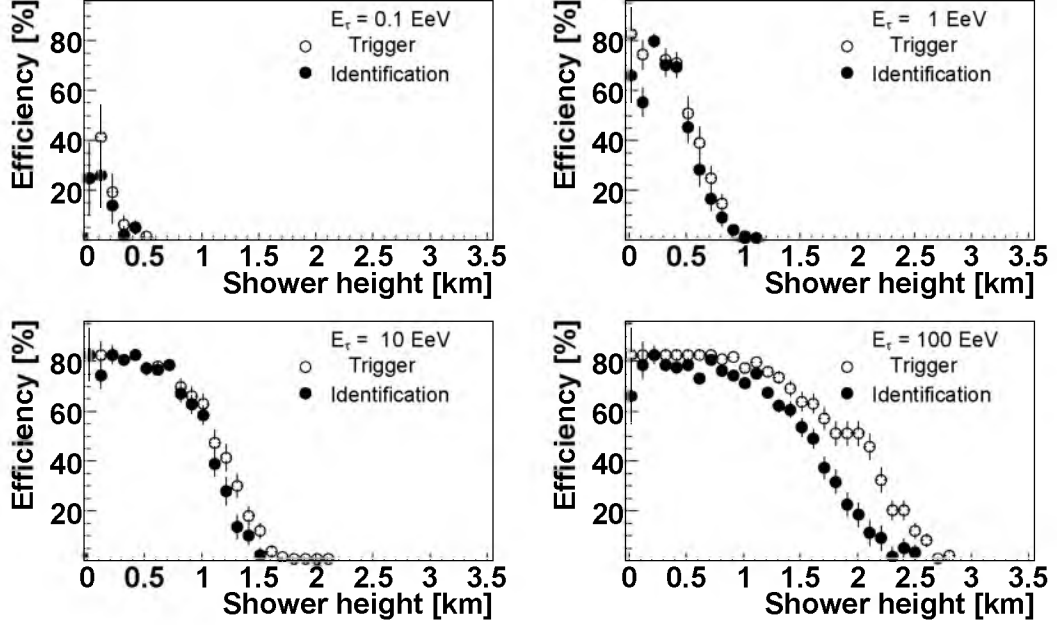 Efficiency [%]
80
60
40
20
E_τ = 0.1 EeV
Trigger
Identification
0 0.5 1 1.5 2 2.5 3 3.5
Shower height [km]
Efficiency [%]
80
60
40
20
E_τ = 1 EeV
Trigger
Identification
0 0.5 1 1.5 2 2.5 3 3.5
Shower height [km]
Efficiency [%]
80
60
40
20
E_τ = 10 EeV
Trigger
Identification
0 0.5 1 1.5 2 2.5 3 3.5
Shower height [km]
Efficiency [%]
80
60
40
20
E_τ = 100 EeV
Trigger
Identification
0 0.5 1 1.5 2 2.5 3 3.5
Shower height [km]